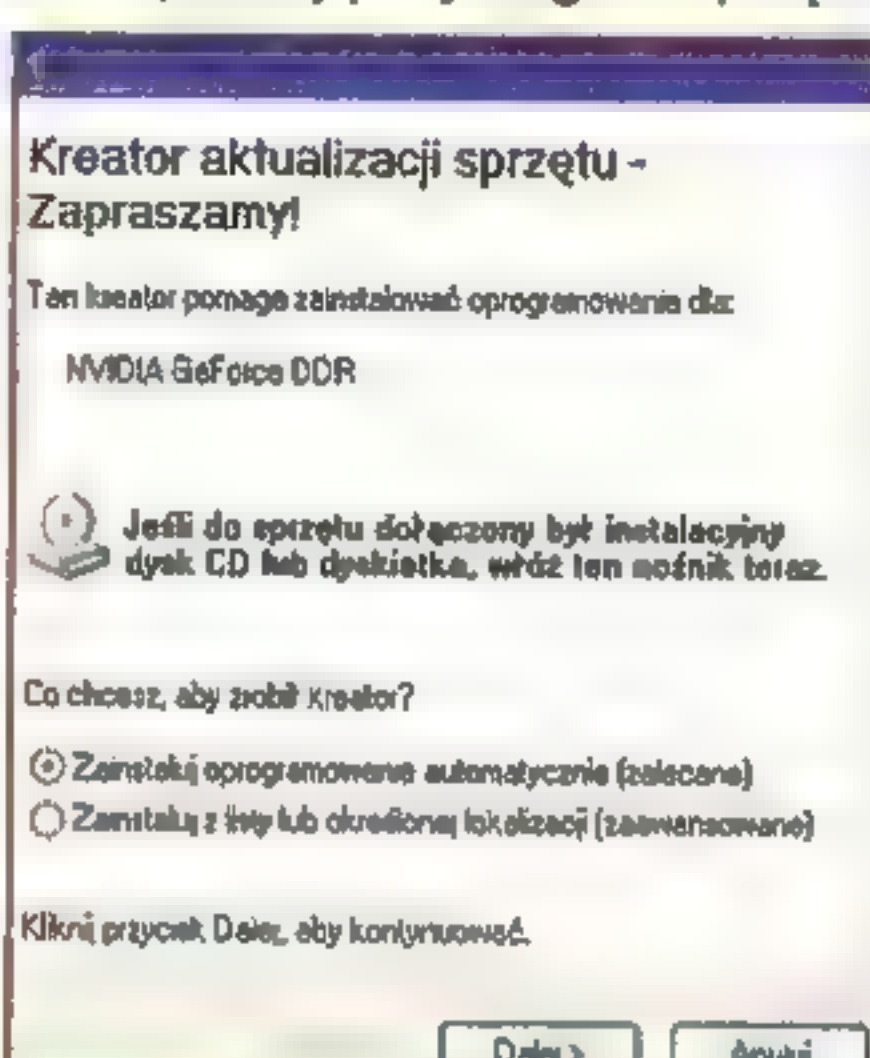 Kreator aktualizacji sprzętu -
Zapraszamy!
Ten kreator pomaga zainstalować oprogramowanie dla:
NVIDIA GeForce DDR
Jeśli do sprzętu dołączony był instalacyjny
dysk CD lub dyskietka, włóż ten nośnik teraz.
Co chcesz, aby zrobił kreator?
Zainstaluj oprogramowanie automatycznie (zalecane)
Zainstaluj z listy lub określonej lokalizacji (zaawansowane)
Kliknij przycisk Dalej, aby kontynuować.
Dalej >
Anuluj